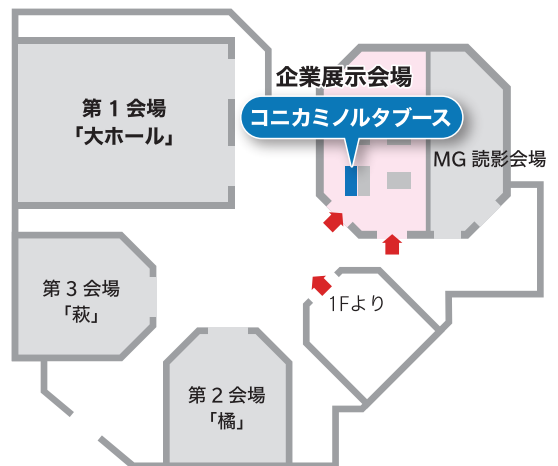 第1会場
「大ホール」
企業展示会場
コニカミノルタブース
MG読影会場
第3会場
「萩」
1Fより
第2会場
「橘」